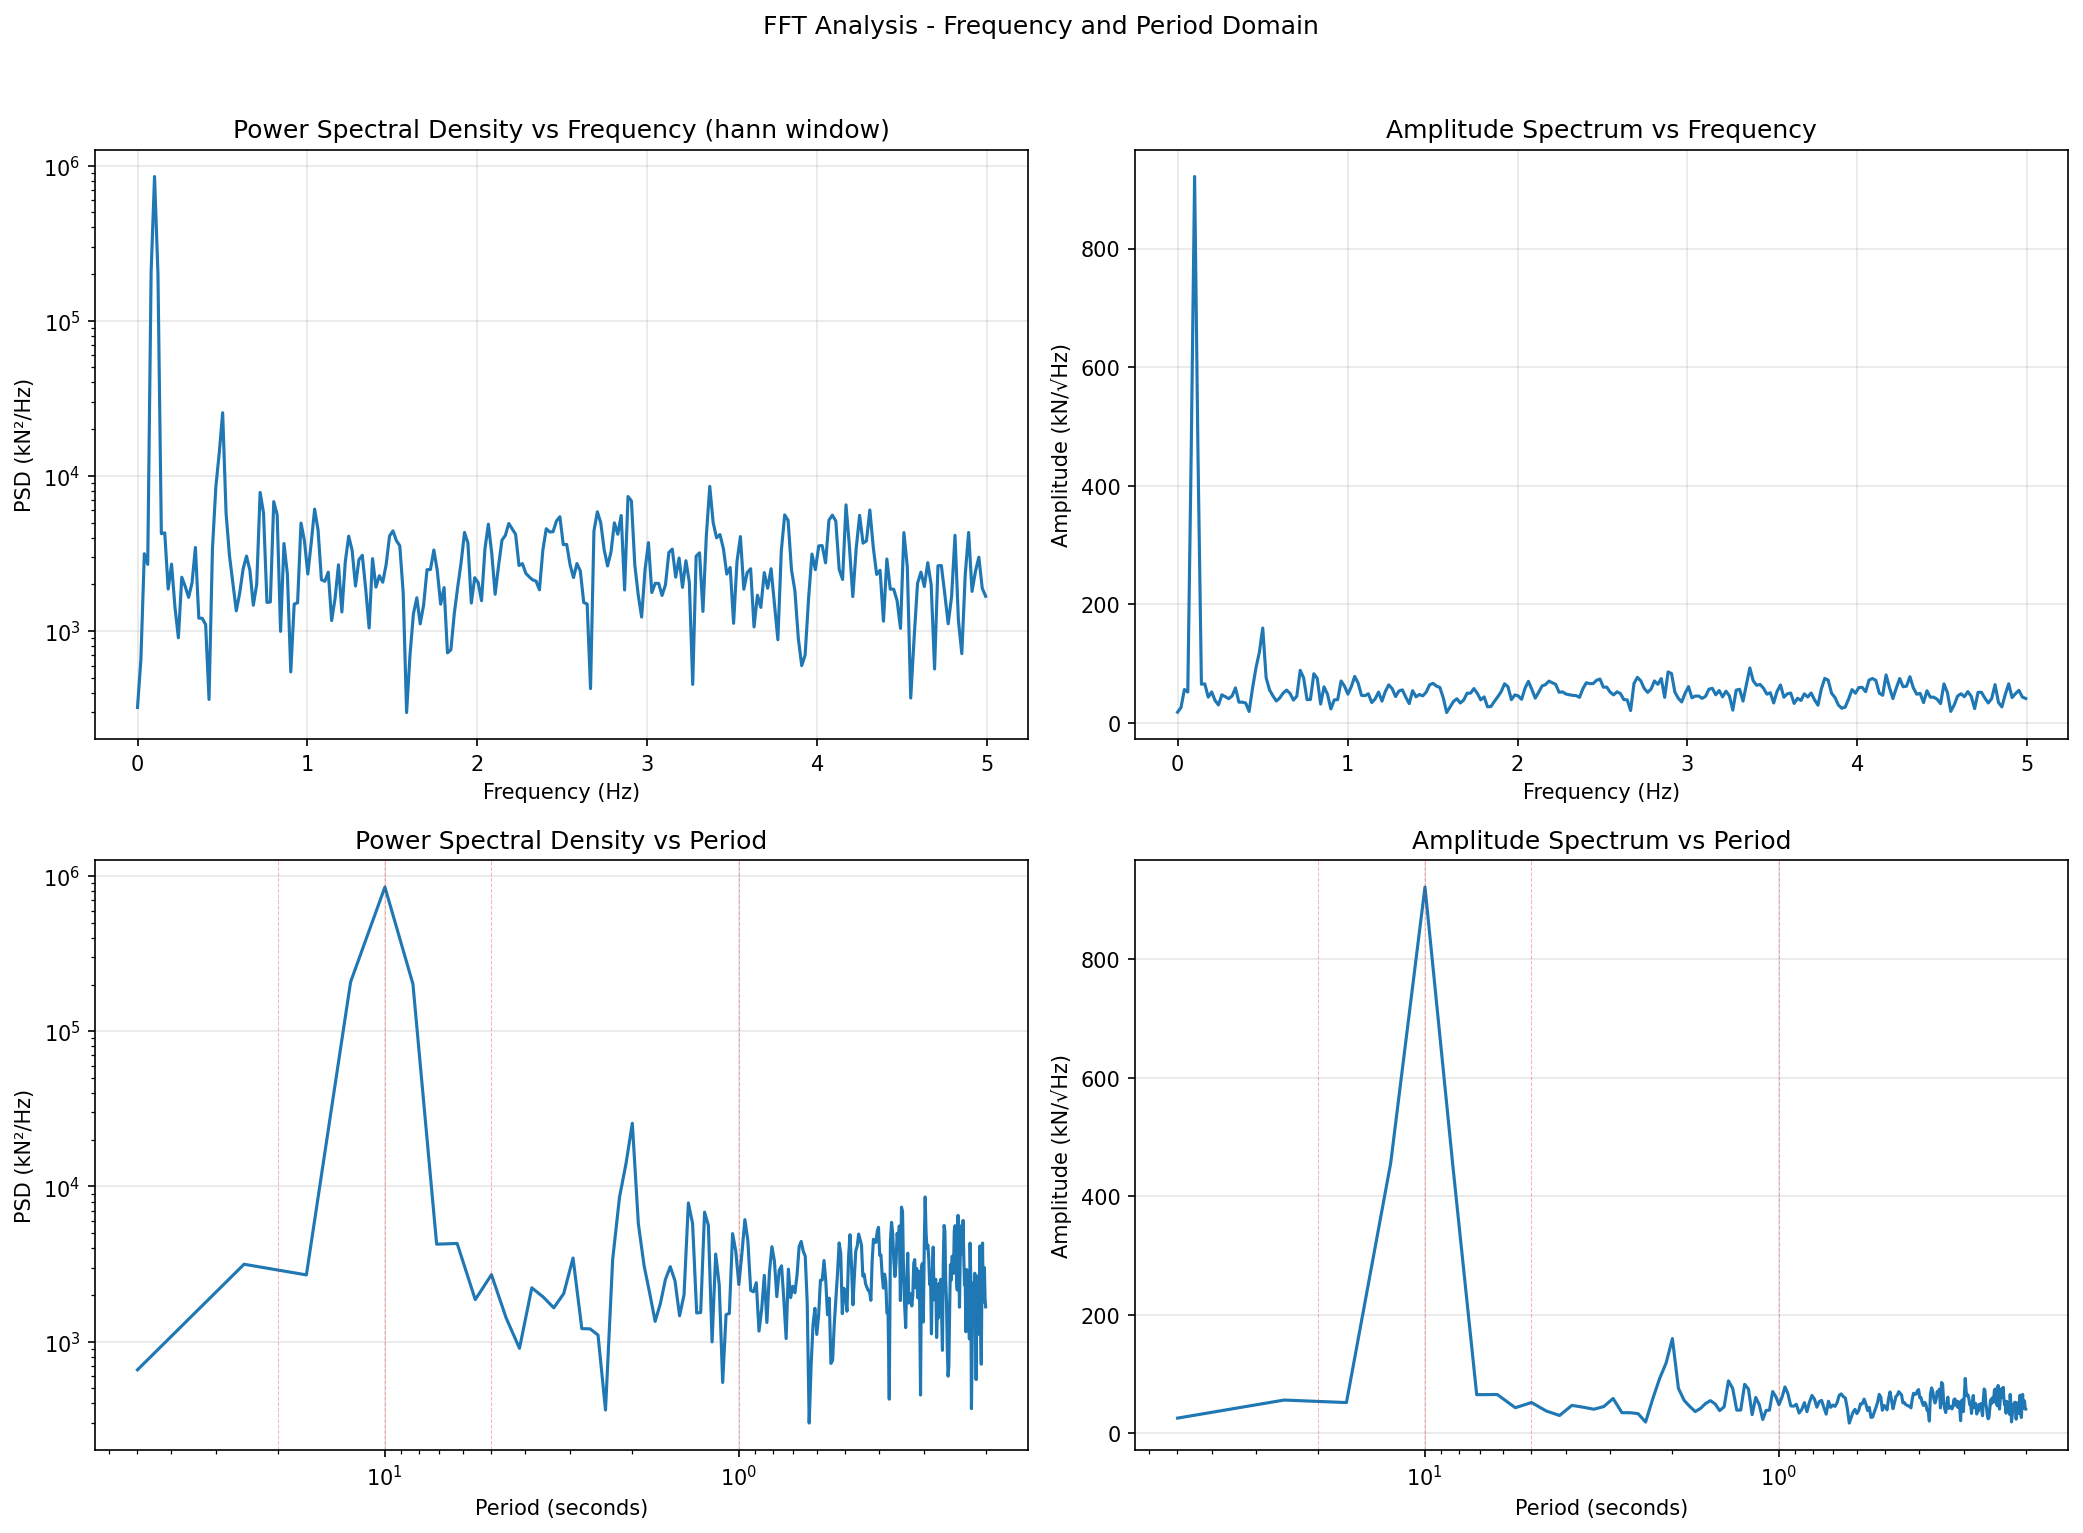 FFT Analysis - Frequency and Period Domain
Power Spectral Density vs Frequency (hann window)
10⁶
10⁵
10⁴
10³
PSD (kN²/Hz)
0 1 2 3 4 5
Frequency (Hz)
Amplitude Spectrum vs Frequency
800
600
400
200
0
Amplitude (kN/√Hz)
0 1 2 3 4 5
Frequency (Hz)
Power Spectral Density vs Period
10⁶
10⁵
10⁴
10³
PSD (kN²/Hz)
10¹ 10⁰
Period (seconds)
Amplitude Spectrum vs Period
800
600
400
200
0
Amplitude (kN/√Hz)
10¹ 10⁰
Period (seconds)